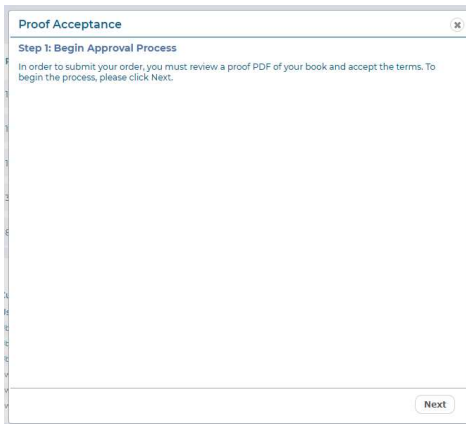 Proof Acceptance
Step 1: Begin Approval Process
In order to submit your order, you must review a proof PDF of your book and accept the terms. To
begin the process, please click Next.
Next